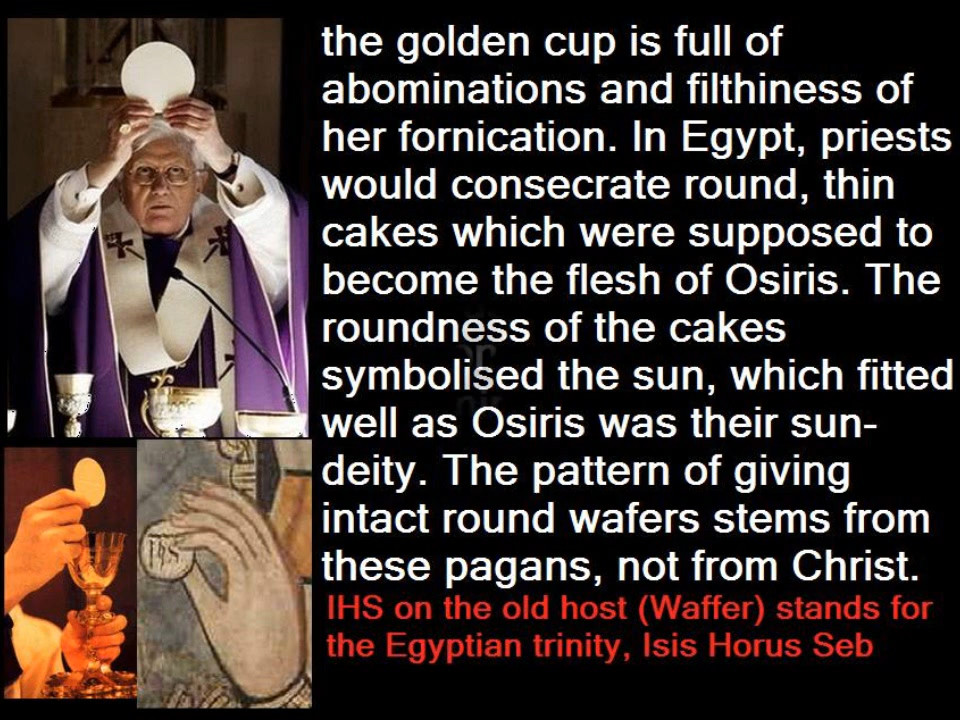 the golden cup is full of
abominations and filthiness of
her fornication. In Egypt, priests
would consecrate round, thin
cakes which were supposed to
become the flesh of Osiris. The
roundness of the cakes
symbolised the sun, which fitted
well as Osiris was their sun-
deity. The pattern of giving
intact round wafers stems from
these pagans, not from Christ.
IHS on the old host (Waffer) stands for
the Egyptian trinity, Isis Horus Seb
IHS